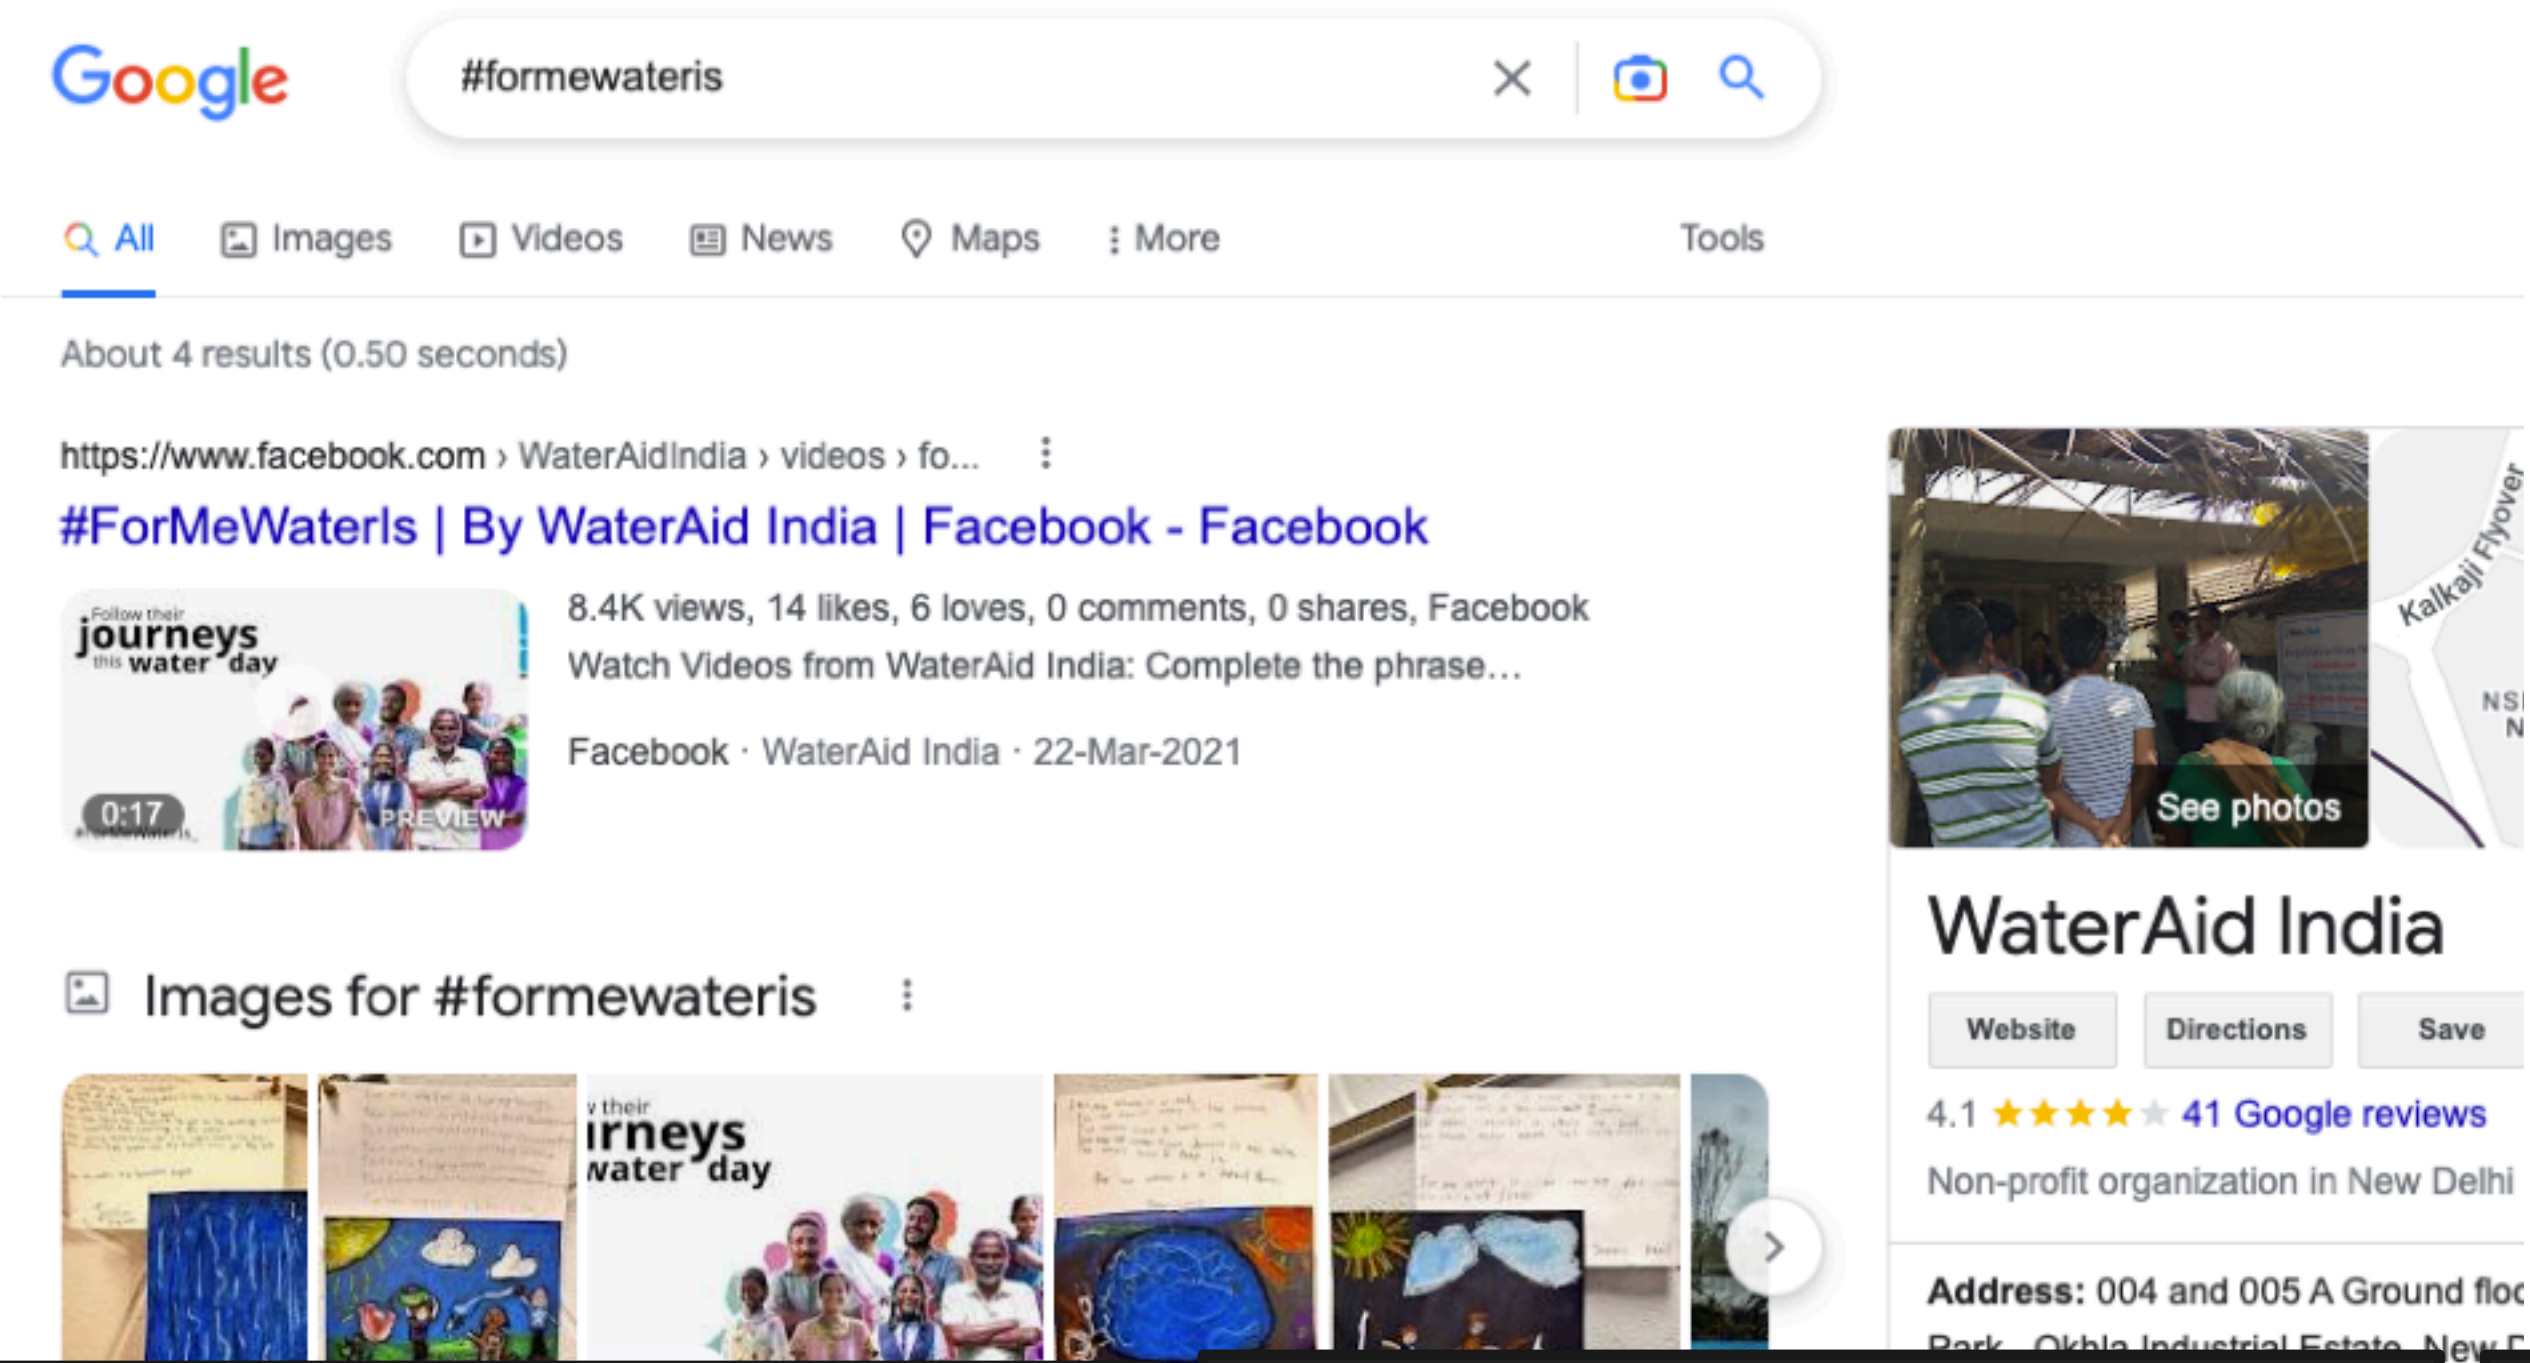 Google
#formewateris
All
Images
Videos
News
Maps
More
Tools
About 4 results (0.50 seconds)
https://www.facebook.com › WaterAidIndia › videos › fo...
#ForMeWaterIs | By WaterAid India | Facebook - Facebook
Follow their
journeys
this water day
0:17
PREVIEW
8.4K views, 14 likes, 6 loves, 0 comments, 0 shares, Facebook
Watch Videos from WaterAid India: Complete the phrase...
Facebook · WaterAid India · 22-Mar-2021
Images for #formewateris
their
rneys
water day
See photos
Kalkaji Flyover
WaterAid India
Website
Directions
Save
4.1
41 Google reviews
Non-profit organization in New Delhi
Address: 004 and 005 A Ground
Park Okhla Industrial Estate New